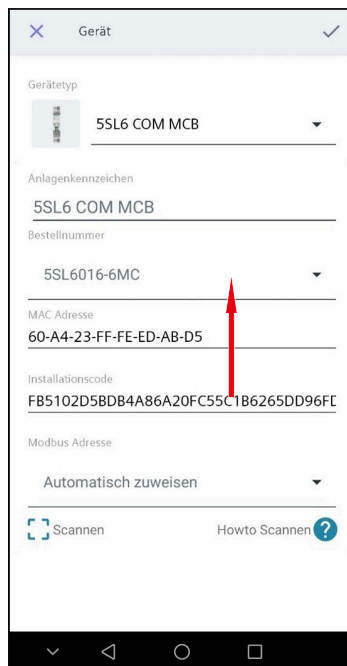 Gerät
Gerätetyp
5SL6 COM MCB
Anlagenkennzeichen
5SL6 COM MCB
Bestellnummer
5SL6016-6MC
MAC Adresse
60-A4-23-FF-FE-ED-AB-D5
Installationscode
FB5102D5BDB4A86A20FC55C1B6265DD96FD
Modbus Adresse
Automatisch zuweisen
Scannen Howto Scannen ?